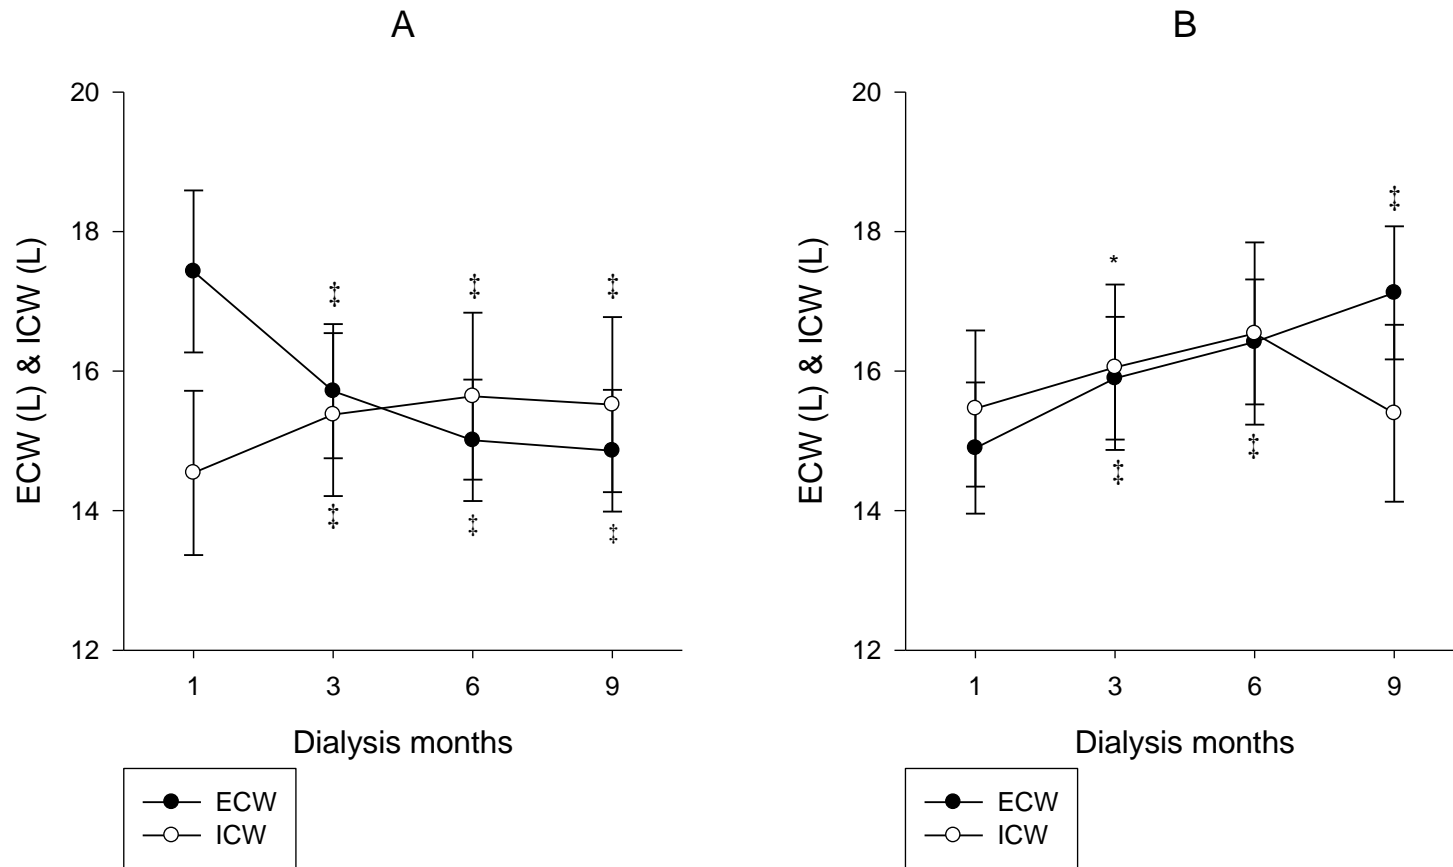 A
ECW (L) & ICW (L)
20
18
16
14
12
‡ ‡ ‡
‡ ‡ ‡
1 3 6 9
Dialysis months
ECW
ICW
B
ECW (L) & ICW (L)
20
18
16
14
12
* ‡
‡ ‡
1 3 6 9
Dialysis months
ECW
ICW